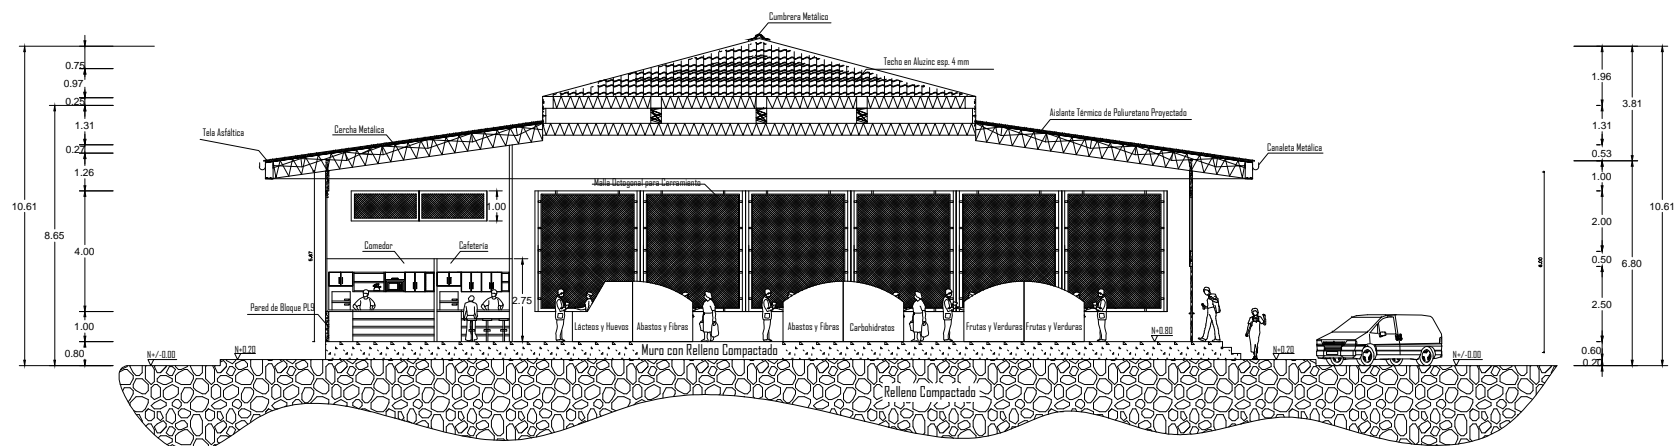 Cumbrera Metálico
Techo en Aluzinc esp. 4 mm
Aislante Térmico de Poliuretano Proyectado
Cercha Metálica
Tela Asfáltica
Canaleta Metálica
Malla Octogonal para Cerramiento
Comedor
Cafetería
Pared de Bloque PL9
Lácteos y Huevos
Abastos y Fibras
Abastos y Fibras
Carbohidratos
Frutas y Verduras
Frutas y Verduras
Muro con Relleno Compactado
Relleno Compactado
N+/-0.00
N+0.20
N+0.80
N+0.20
N+/-0.00
10.61
8.65
0.75
0.97
0.25
1.31
0.27
1.26
4.00
1.00
0.80
1.00
2.75
1.96
1.31
0.53
1.00
2.00
0.50
2.50
0.60
0.20
3.81
6.80
10.61